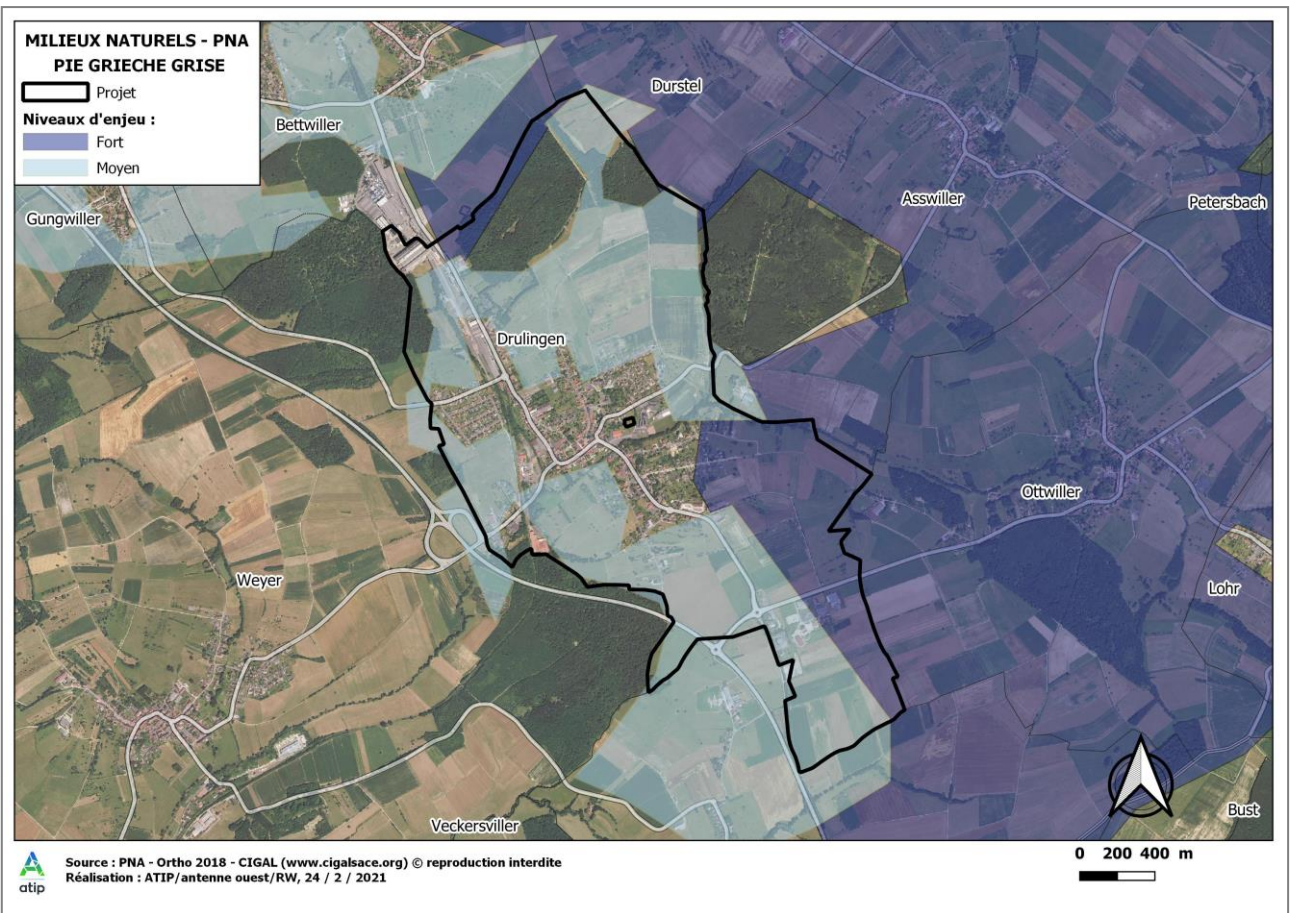 MILIEUX NATURELS - PNA
PIE GRIECHE GRISE
Projet
Niveaux d'enjeu :
Fort
Moyen
Durstel
Bettwiller
Asswiller
Petersbach
Gungwiller
Drulingen
Ottwiller
Weyer
Lohr
Veckersviller
Bust
atip
Source : PNA - Ortho 2018 - CIGAL (www.cigalsace.org) © reproduction interdite
Réalisation : ATIP/antenne ouest/RW, 24 / 2 / 2021
0 200 400 m